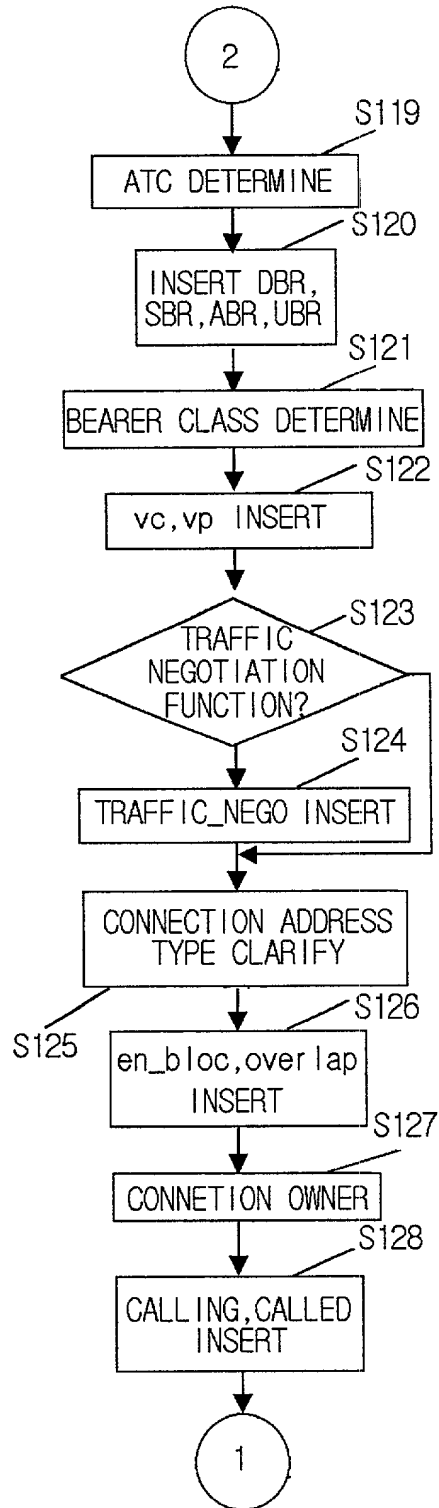 2
S119
ATC DETERMINE
S120
INSERT DBR,
SBR,ABR,UBR
S121
BEARER CLASS DETERMINE
S122
vc,vp INSERT
S123
TRAFFIC
NEGOTIATION
FUNCTION?
S124
TRAFFIC_NEGO INSERT
CONNECTION ADDRESS
TYPE CLARIFY
S125
S126
en_bloc,overlap
INSERT
S127
CONNETION OWNER
S128
CALLING,CALLED
INSERT
1